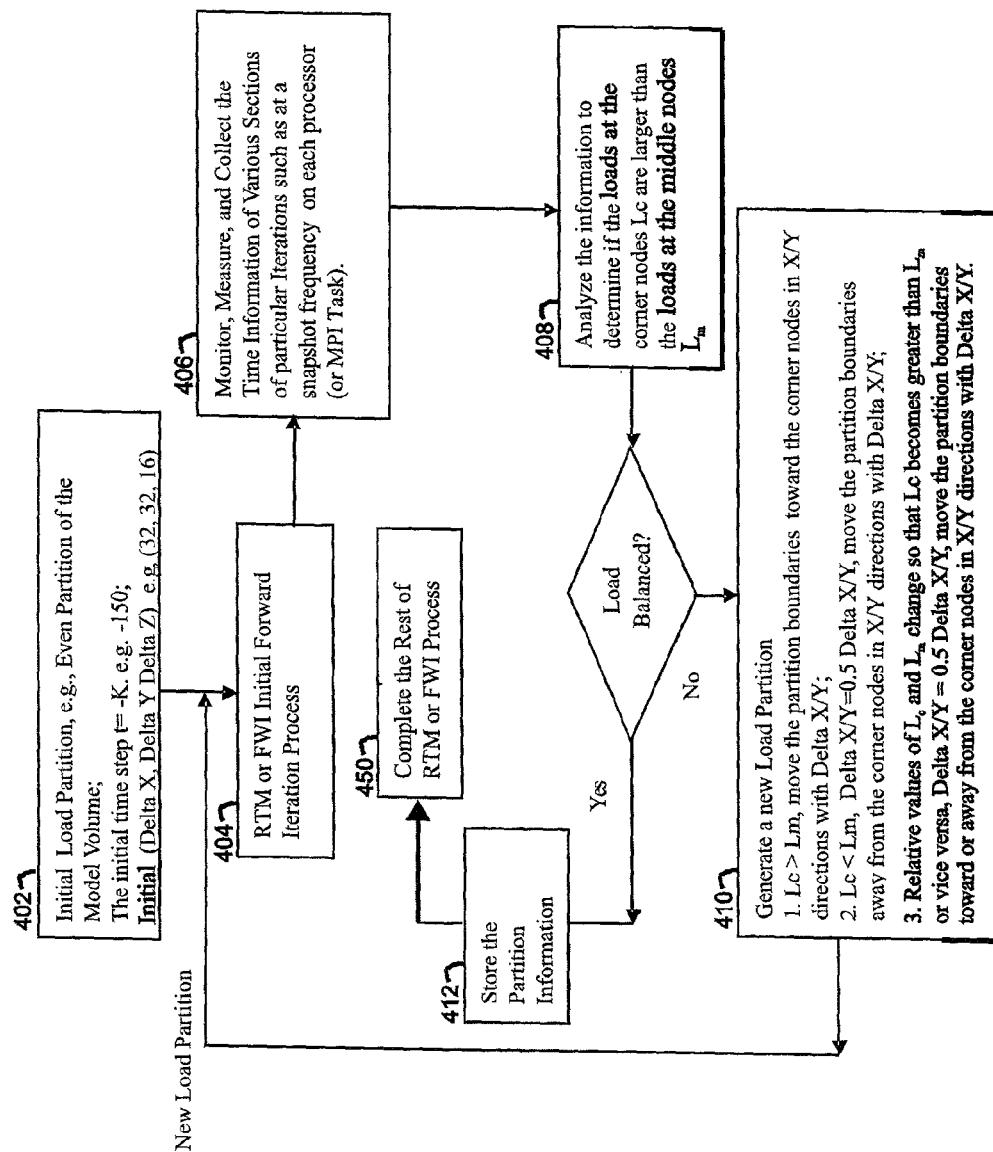 402
Initial Load Partition, e.g., Even Partition of the
Model Volume;
The initial time step t= -K. e.g. -150;
Initial (Delta X, Delta Y Delta Z) e.g (32, 32, 16)
New Load Partition
404
RTM or FWI Initial Forward
Iteration Process
406
Monitor, Measure, and Collect the
Time Information of Various Sections
of particular Iterations such as at a
snapshot frequency on each processor
(or MPI Task).
408
Analyze the information to
determine if the loads at the
corner nodes Lc are larger than
the loads at the middle nodes
Lm
Load
Balanced?
Yes
No
412
Store the
Partition
Information
450
Complete the Rest of
RTM or FWI Process
410
Generate a new Load Partition
1. Lc > Lm, move the partition boundaries toward the corner nodes in X/Y
directions with Delta X/Y;
2. Lc < Lm, Delta X/Y=0.5 Delta X/Y, move the partition boundaries
away from the corner nodes in X/Y directions with Delta X/Y;
3. Relative values of Lc and Lm change so that Lc becomes greater than Lm
or vice versa, Delta X/Y = 0.5 Delta X/Y, move the partition boundaries
toward or away from the corner nodes in X/Y directions with Delta X/Y.